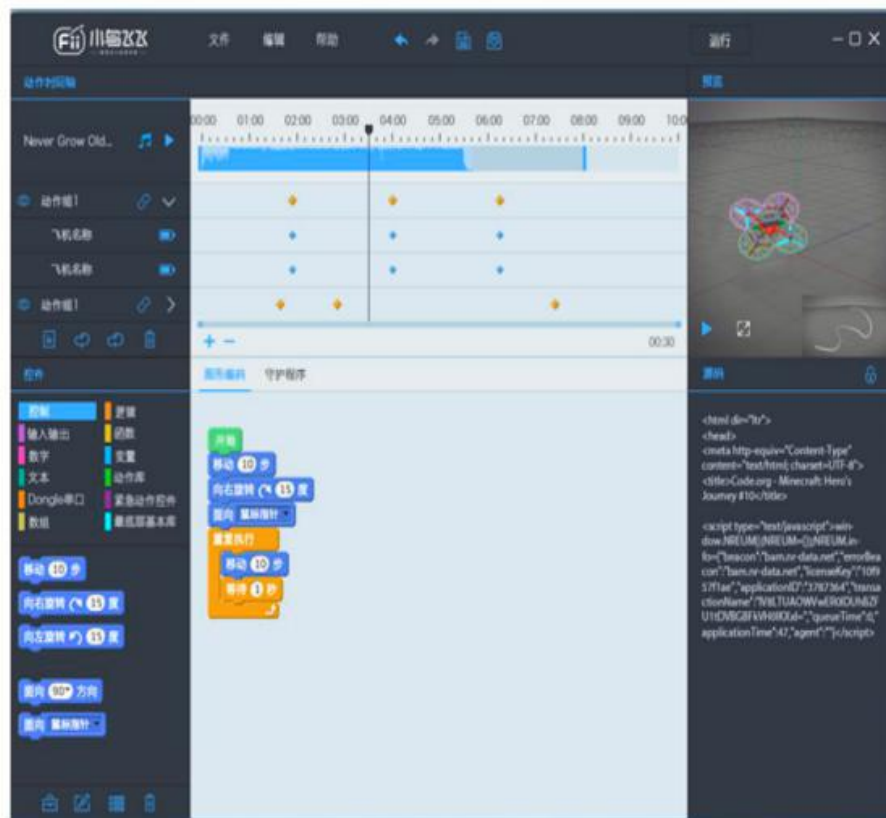 Fii 小鸟飞飞
文件 编辑 帮助 运行
动作时间轴
预览
00:00 01:00 02:00 03:00 04:00 05:00 06:00 07:00 08:00 09:00 10:0
Never Grow Old...
动作组1
飞机名称
飞机名称
动作组1
00:30
控件
图形编码 守护程序
源码
控制 逻辑
输入输出 函数
数字 变量
文本 动作库
Dongle串口 紧急动作控件
数组 最底层基本库
移动 10 步
向右旋转 15 度
向左旋转 15 度
面向 90° 方向
面向 鼠标指针
开始
移动 10 步
向右旋转 15 度
面向 鼠标指针
重复执行
移动 10 步
等待 1 秒
<html dir="ltr">
<head>
<meta http-equiv="Content-Type"
content="text/html; charset=UTF-8">
<title>Code.org - Minecraft: Hero's
Journey #10</title>
<script type="text/javascript">win-
dow.NREUM||(NREUM={});NREUM.in-
fo={"beacon":"bam.nr-data.net","errorBea
con":"bam.nr-data.net","licenseKey":"10f9
57f1ae","applicationID":"3787364","transa
U1tDVBGBFkVH0lKXxl=","queueTime":0,"
applicationTime":47,"agent":""}</script>